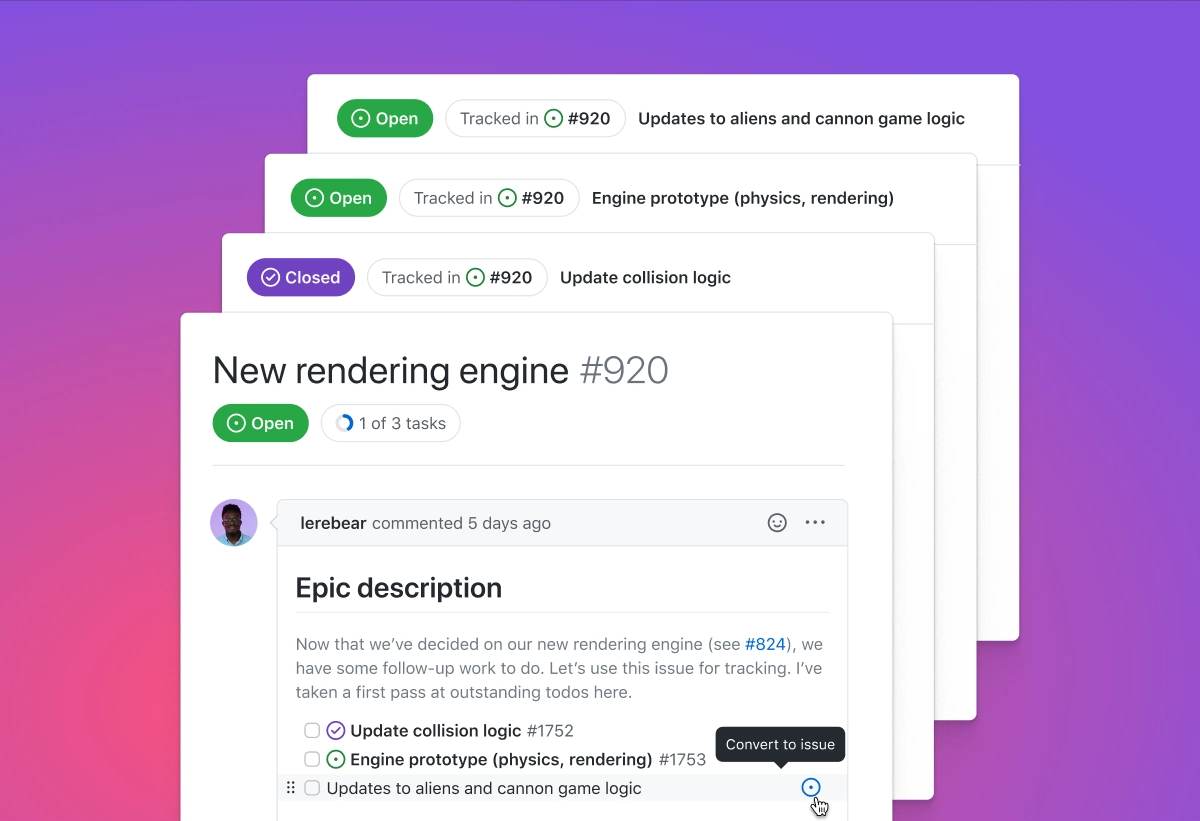 Open Tracked in #920 Updates to aliens and cannon game logic
Open Tracked in #920 Engine prototype (physics, rendering)
Closed Tracked in #920 Update collision logic
New rendering engine #920
Open 1 of 3 tasks
lerebear commented 5 days ago
Epic description
Now that we’ve decided on our new rendering engine (see #824), we
have some follow-up work to do. Let’s use this issue for tracking. I’ve
taken a first pass at outstanding todos here.
Update collision logic #1752
Convert to issue
Engine prototype (physics, rendering) #1753
Updates to aliens and cannon game logic